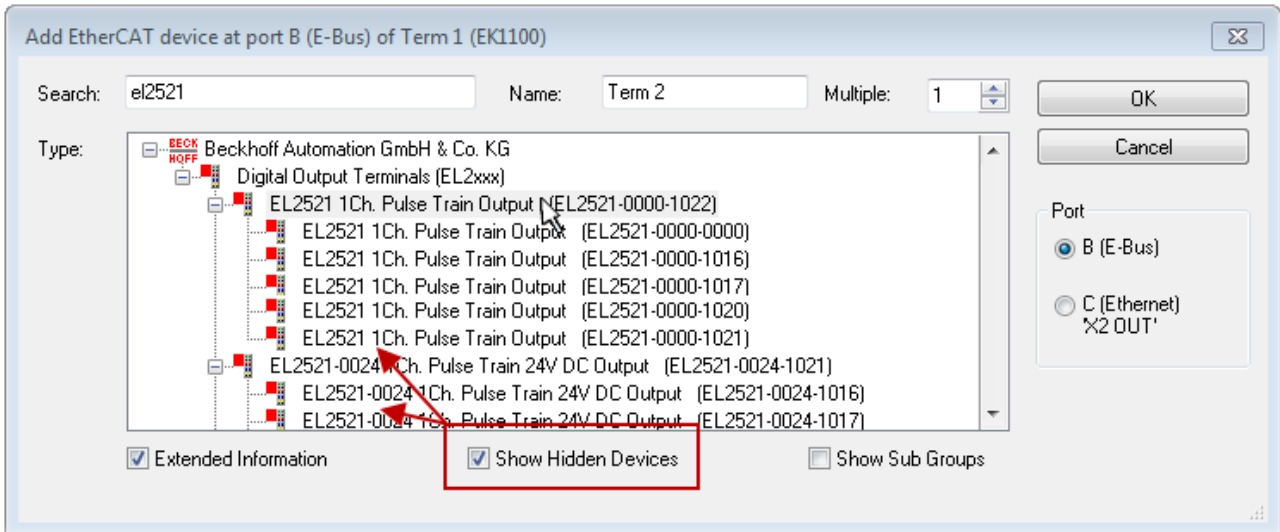 Add EtherCAT device at port B (E-Bus) of Term 1 (EK1100)
Search: el2521 Name: Term 2 Multiple: 1 OK
Type: BECKHOFF Beckhoff Automation GmbH & Co. KG Cancel
Digital Output Terminals (EL2xxx)
EL2521 1Ch. Pulse Train Output (EL2521-0000-1022)
EL2521 1Ch. Pulse Train Output (EL2521-0000-0000)
EL2521 1Ch. Pulse Train Output (EL2521-0000-1016)
EL2521 1Ch. Pulse Train Output (EL2521-0000-1017)
EL2521 1Ch. Pulse Train Output (EL2521-0000-1020)
EL2521 1Ch. Pulse Train Output (EL2521-0000-1021)
EL2521-0024 1Ch. Pulse Train 24V DC Output (EL2521-0024-1021)
EL2521-0024 1Ch. Pulse Train 24V DC Output (EL2521-0024-1016)
EL2521-0024 1Ch. Pulse Train 24V DC Output (EL2521-0024-1017)
Port
B (E-Bus)
C (Ethernet)
'X2 OUT'
Extended Information Show Hidden Devices Show Sub Groups